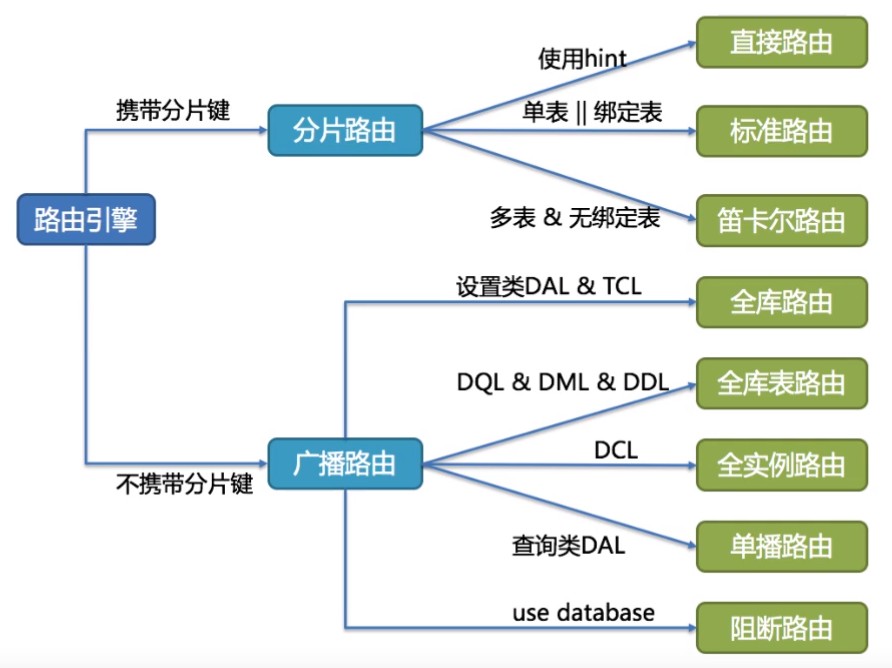 使用hint
直接路由
携带分片键
分片路由
单表 || 绑定表
标准路由
路由引擎
多表 & 无绑定表
笛卡尔路由
设置类DAL & TCL
全库路由
DQL & DML & DDL
全库表路由
广播路由
DCL
全实例路由
不携带分片键
查询类DAL
单播路由
use database
阻断路由